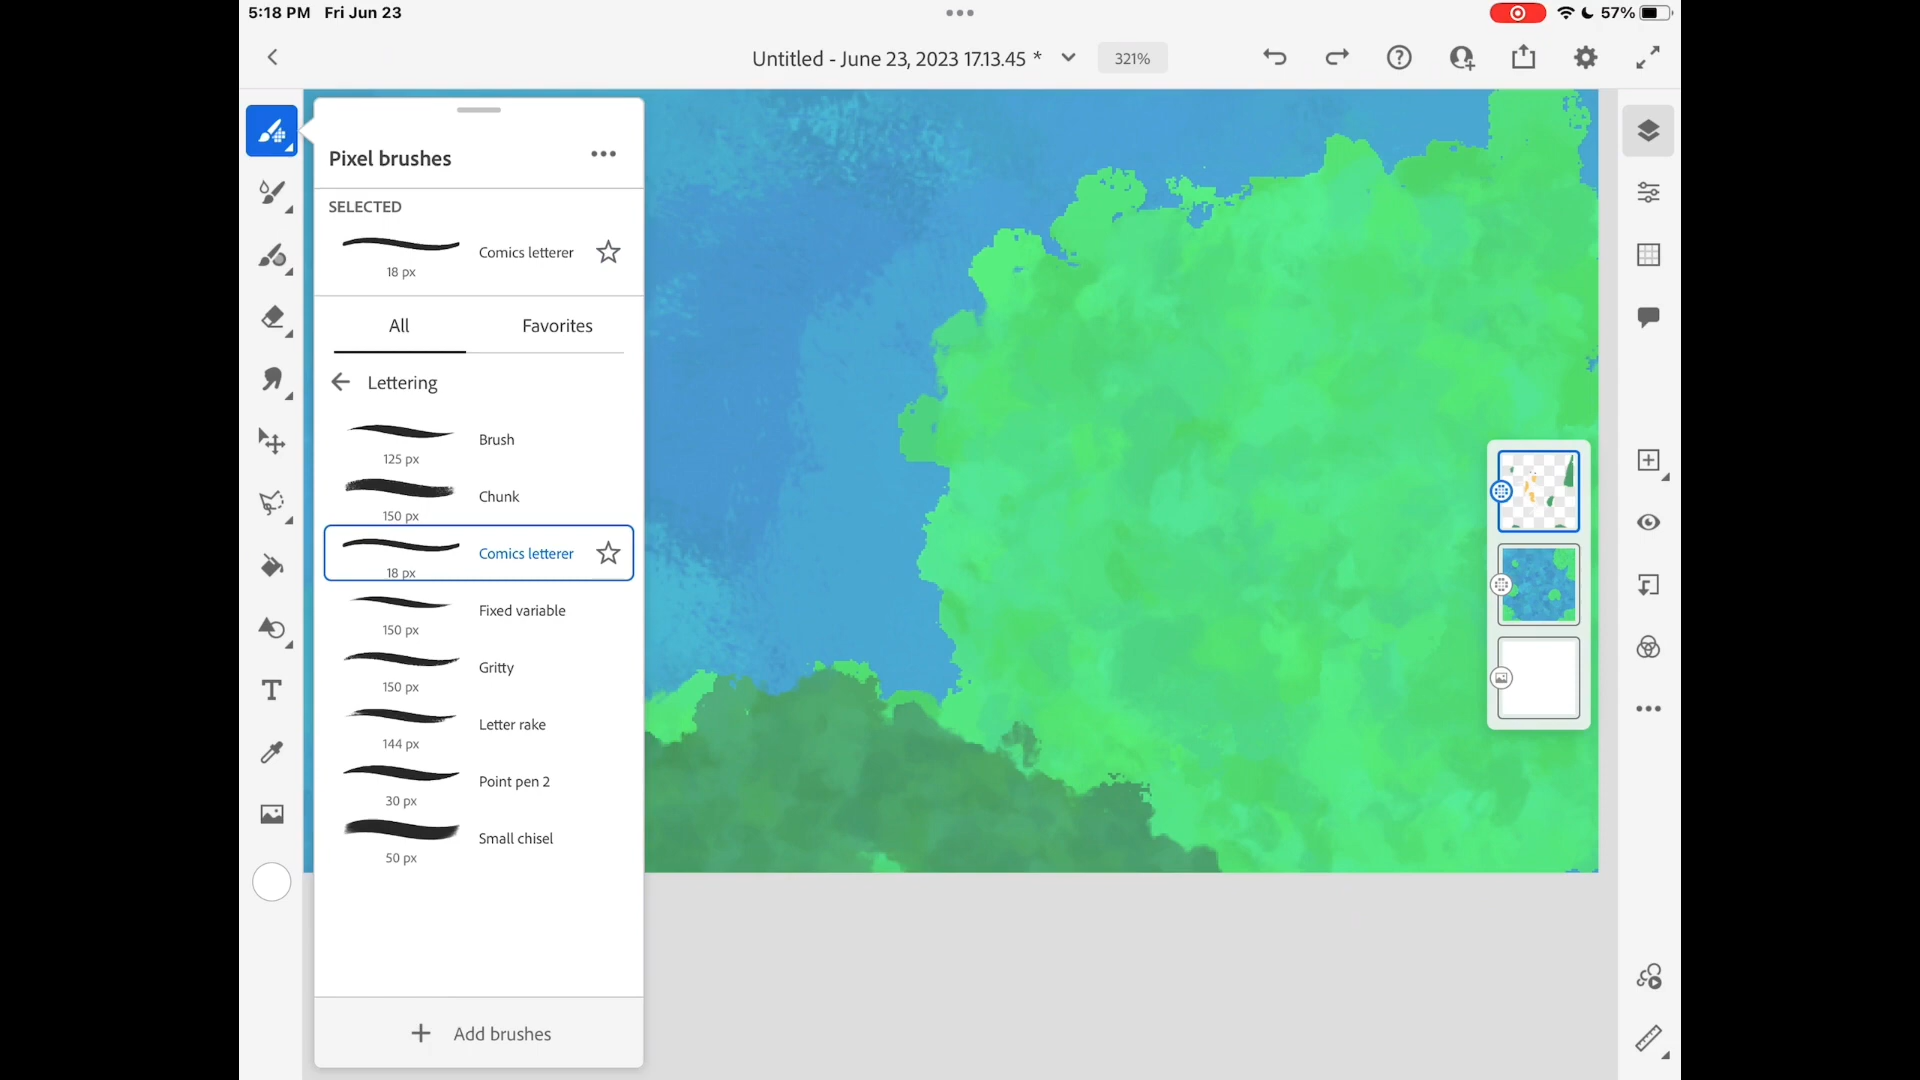 5:18 PM Fri Jun 23
57%
Untitled - June 23, 2023 17.13.45 *
321%
Pixel brushes
SELECTED
Comics letterer
18 px
All Favorites
Lettering
Brush
125 px
Chunk
150 px
Comics letterer
18 px
Fixed variable
150 px
Gritty
150 px
Letter rake
144 px
Point pen 2
30 px
Small chisel
50 px
Add brushes